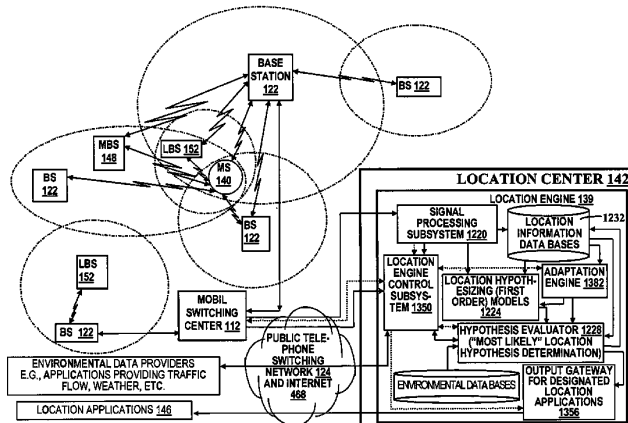 BASE
STATION
122
BS 122
MBS
148
LBS 152
MS
140
BS
122
BS
122
LBS
152
BS 122
MOBIL
SWITCHING
CENTER 112
PUBLIC TELE-
PHONE
SWITCHING
NETWORK 124
AND INTERNET
468
ENVIRONMENTAL DATA PROVIDERS
E.G., APPLICATIONS PROVIDING TRAFFIC
FLOW, WEATHER, ETC.
LOCATION APPLICATIONS 146
LOCATION CENTER 142
LOCATION ENGINE 139
SIGNAL
PROCESSING
SUBSYSTEM
1220
LOCATION
INFORMATION
DATA BASES
1232
LOCATION
ENGINE
CONTROL
SUBSYS-
TEM 1350
LOCATION HYPOTH-
ESIZING (FIRST
ORDER) MODELS
1224
ADAPTATION
ENGINE 1382
HYPOTHESIS EVALUATOR 1228
("MOST LIKELY" LOCATION
HYPOTHESIS DETERMINATION)
ENVIRONMENTAL DATA BASES
OUTPUT GATEWAY
FOR DESIGNATED
LOCATION
APPLICATIONS
1356